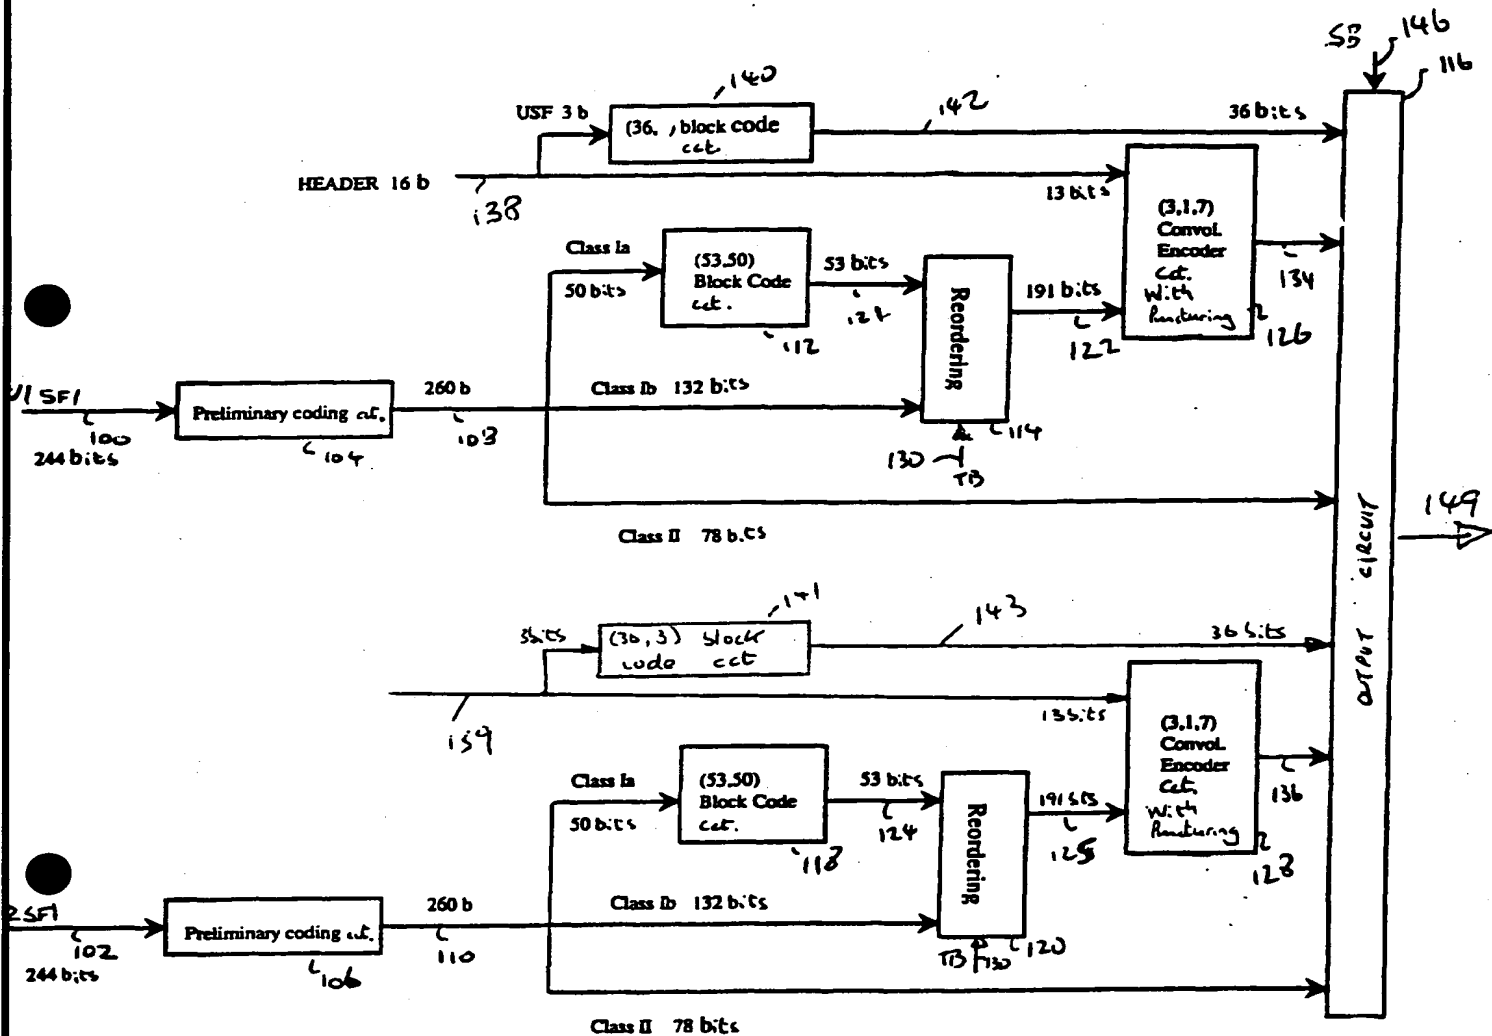 SB
146
116
140
USF 3 b
(36. , block code
cct.
142
36 bits
HEADER 16 b
138
13 bits
(3,1,7)
Convol.
Encoder
Cct.
With
Puncturing
134
126
Class Ia
50 bits
(53,50)
Block Code
cct.
112
53 bits
121
Reordering
191 bits
122
114
130
TB
SF1
100
244 bits
Preliminary coding cct.
104
260 b
108
Class Ib 132 bits
Class II 78 bits
OUTPUT CIRCUIT
149
3bits
(36,3) block
code cct
141
143
36 bits
139
13 bits
(3,1,7)
Convol.
Encoder
Cct.
With
Puncturing
136
128
Class Ia
50 bits
(53,50)
Block Code
cct.
118
53 bits
124
Reordering
191 bits
125
120
TB
130
2 SF1
102
244 bits
Preliminary coding cct.
106
260 b
110
Class Ib 132 bits
Class II 78 bits